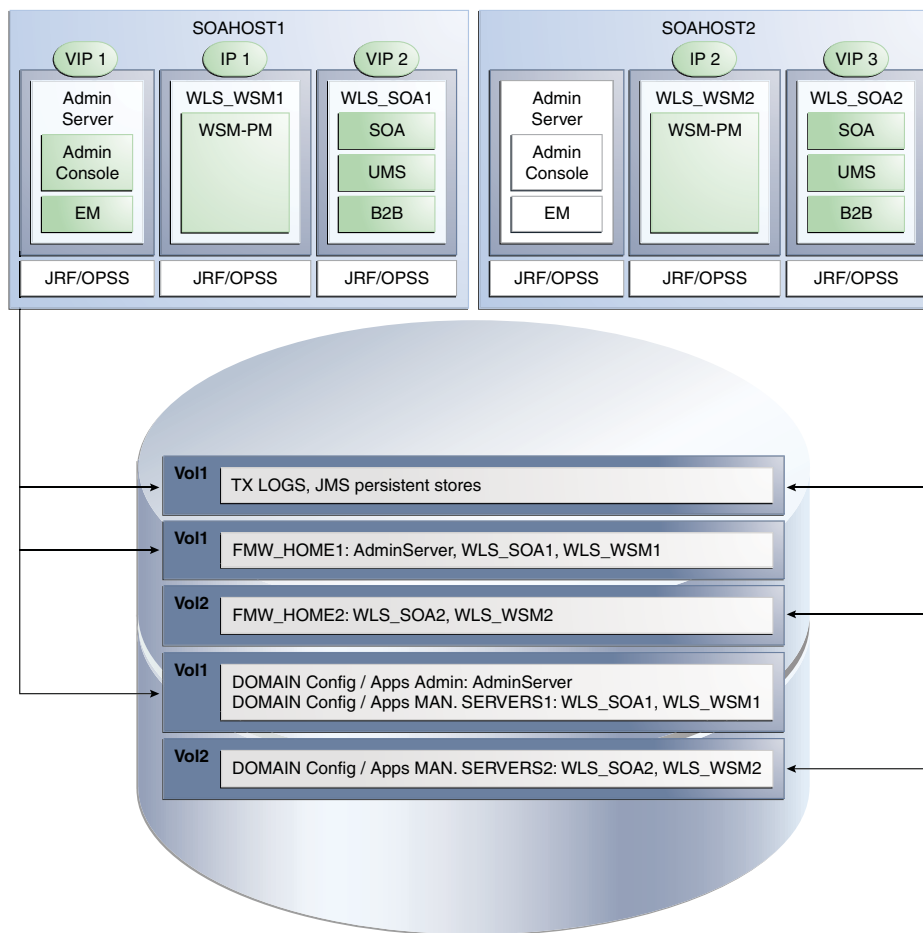 SOAHOST1
VIP 1
IP 1
VIP 2
Admin
Server
Admin
Console
EM
WLS_WSM1
WSM-PM
WLS_SOA1
SOA
UMS
B2B
JRF/OPSS
JRF/OPSS
JRF/OPSS
SOAHOST2
IP 2
VIP 3
Admin
Server
Admin
Console
EM
WLS_WSM2
WSM-PM
WLS_SOA2
SOA
UMS
B2B
JRF/OPSS
JRF/OPSS
JRF/OPSS
Vol1
TX LOGS, JMS persistent stores
Vol1
FMW_HOME1: AdminServer, WLS_SOA1, WLS_WSM1
Vol2
FMW_HOME2: WLS_SOA2, WLS_WSM2
Vol1
DOMAIN Config / Apps Admin: AdminServer
DOMAIN Config / Apps MAN. SERVERS1: WLS_SOA1, WLS_WSM1
Vol2
DOMAIN Config / Apps MAN. SERVERS2: WLS_SOA2, WLS_WSM2